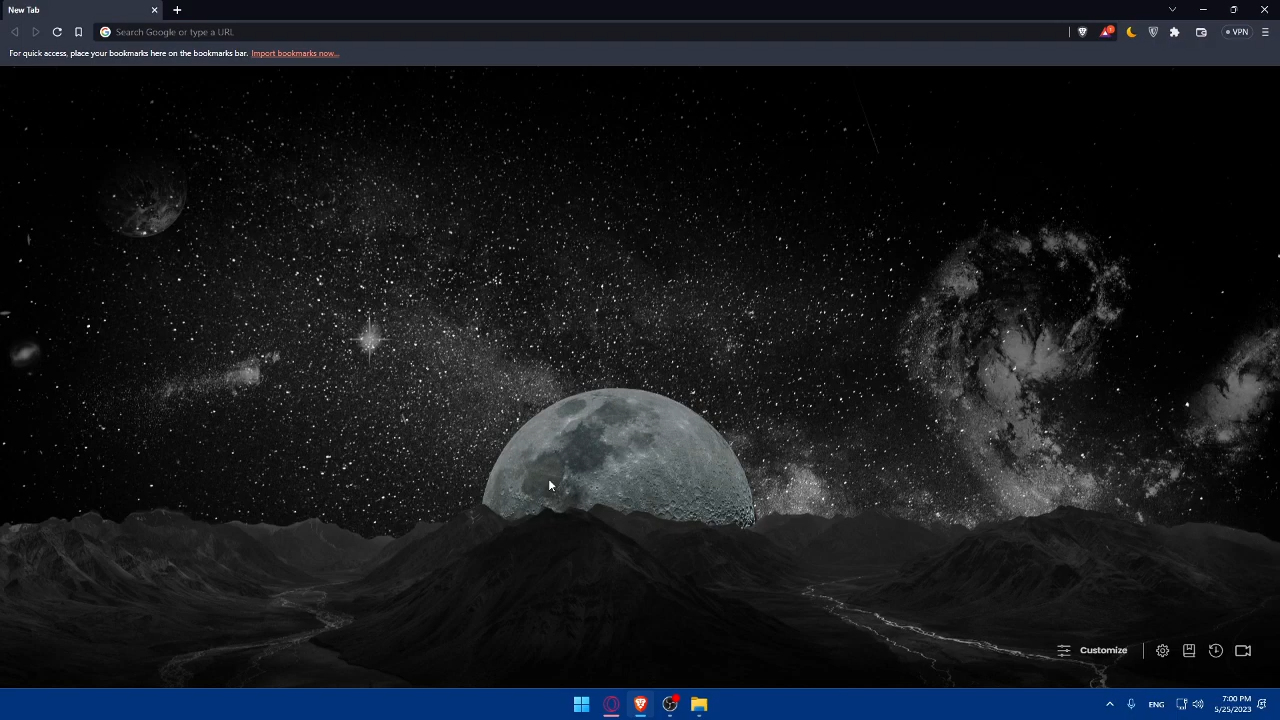 New Tab
Search Google or type a URL
VPN
For quick access, place your bookmarks here on the bookmarks bar. Import bookmarks now...
Customize
ENG
7:00 PM
5/25/2023